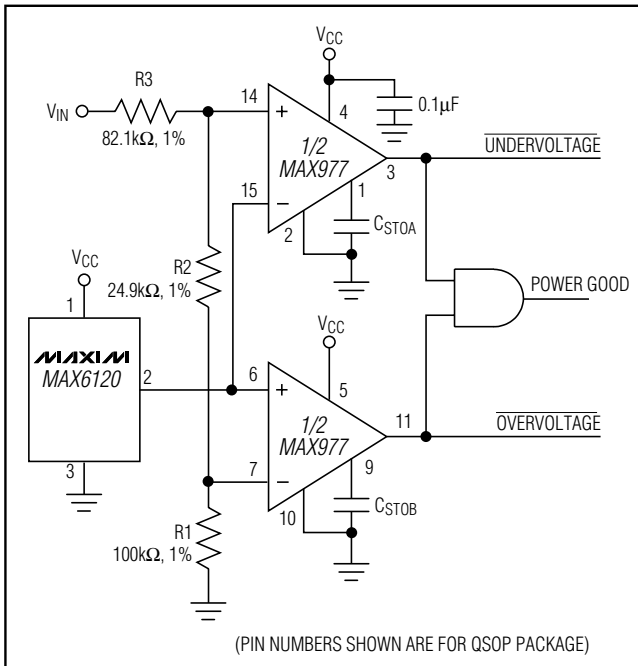 VCC
R3
VIN
82.1kΩ, 1%
14
+
4
0.1µF
1/2
MAX977
3
UNDERVOLTAGE
15
−
1
2
CSTOA
VCC
R2
24.9kΩ, 1%
1
POWER GOOD
MAXIM
MAX6120
2
VCC
6
+
5
1/2
MAX977
11
OVERVOLTAGE
3
7
−
9
10
CSTOB
R1
100kΩ, 1%
(PIN NUMBERS SHOWN ARE FOR QSOP PACKAGE)